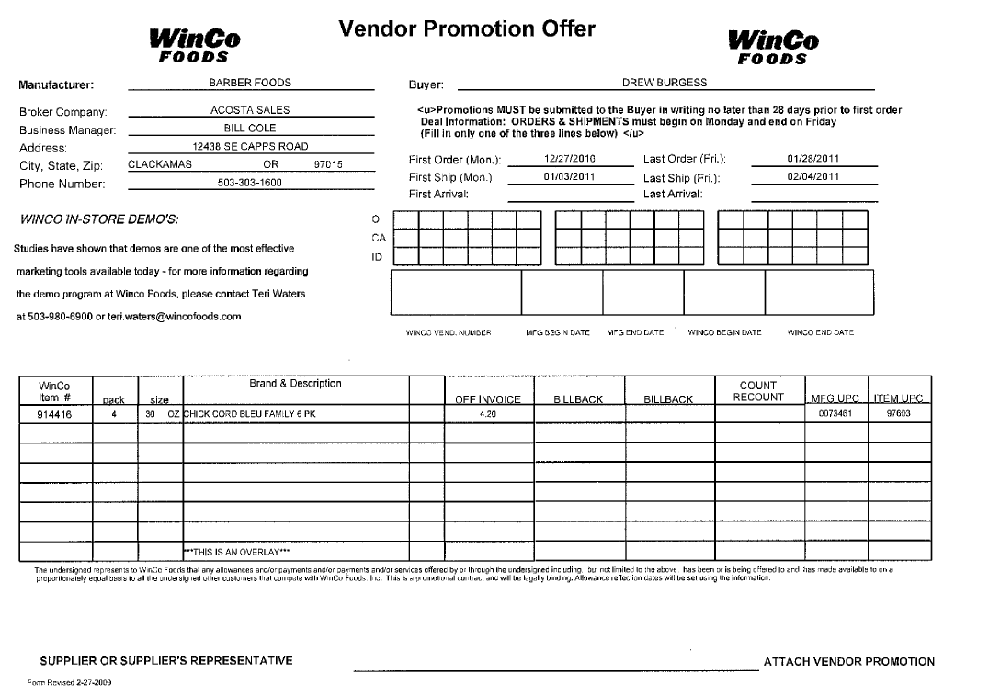 Vendor Promotion Offer
WinCo FOODS
WinCo FOODS
Manufacturer: BARBER FOODS
Buyer: DREW BURGESS
Broker Company: ACOSTA SALES
Business Manager: BILL COLE
Address: 12438 SE CAPPS ROAD
City, State, Zip: CLACKAMAS OR 97015
Phone Number: 503-303-1600
<u>Promotions MUST be submitted to the Buyer in writing no later than 28 days prior to first order
Deal Information: ORDERS & SHIPMENTS must begin on Monday and end on Friday
(Fill in only one of the three lines below) </u>
First Order (Mon.): 12/27/2010 Last Order (Fri.): 01/28/2011
First Ship (Mon.): 01/03/2011 Last Ship (Fri.): 02/04/2011
First Arrival: Last Arrival:
WINCO IN-STORE DEMO'S:
Studies have shown that demos are one of the most effective
marketing tools available today - for more information regarding
the demo program at Winco Foods, please contact Teri Waters
at 503-980-6900 or teri.waters@wincofoods.com
O
CA
ID
WINCO VEND. NUMBER MFG BEGIN DATE MFG END DATE WINCO BEGIN DATE WINCO END DATE
WinCo Item # pack size Brand & Description OFF INVOICE BILLBACK BILLBACK COUNT RECOUNT MFG UPC ITEM UPC
914416 4 30 OZ CHICK CORD BLEU FAMILY 6 PK 4.20 0073461 97603
***THIS IS AN OVERLAY***
The undersigned represents to WinCo Foods that any allowances and/or payments and/or payments and/or services offered by or through the undersigned including, but not limited to the above, has been or is being offered to and has made available to on a
proportionately equal basis to all the undersigned other customers that compete with WinCo Foods, Inc. This is a promotional contract and will be legally binding. Allowance reflection dates will be set using the information.
SUPPLIER OR SUPPLIER'S REPRESENTATIVE
ATTACH VENDOR PROMOTION
Form Revised 2-27-2009